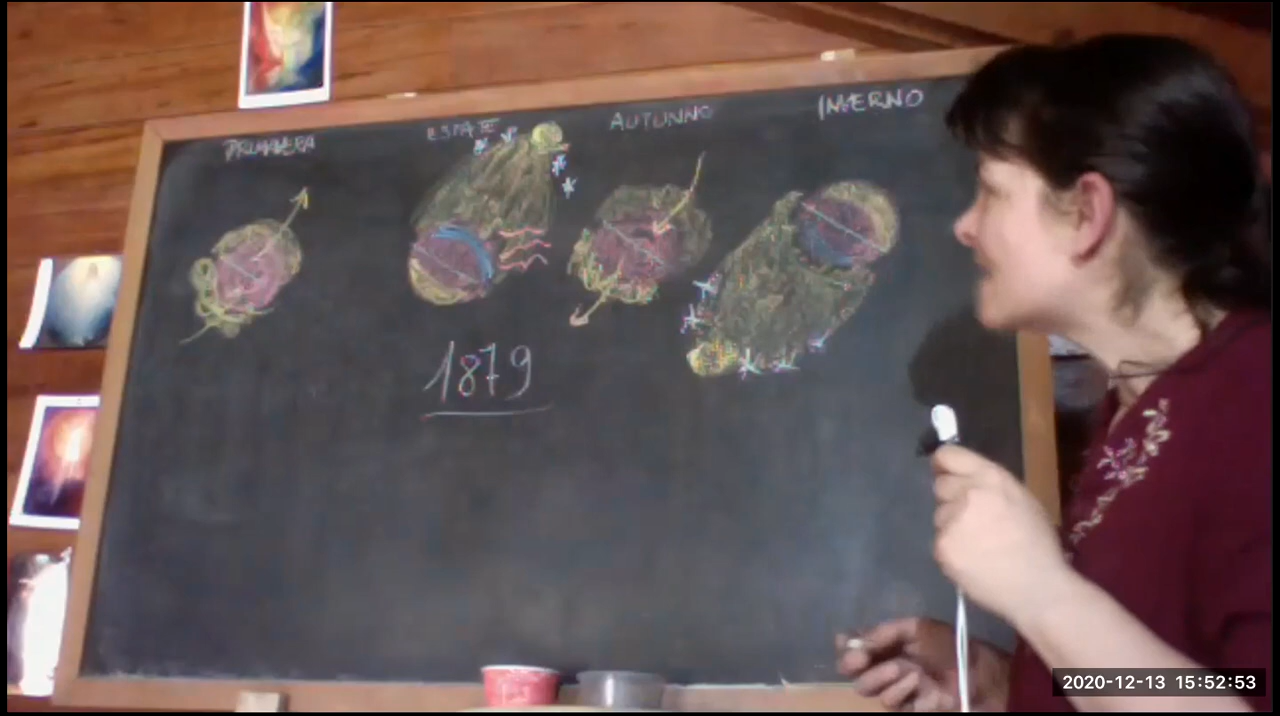 PRIMAVERA
ESTATE
AUTUNNO
INVERNO
1879
2020-12-13 15:52:53